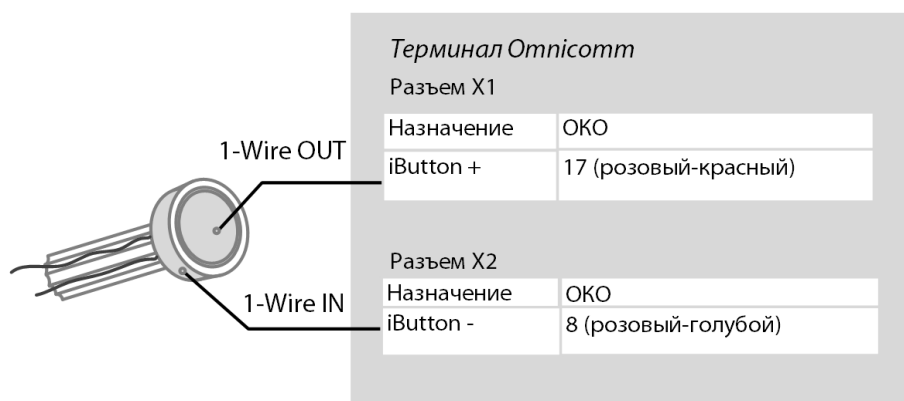 Терминал Omnicomm
Разъем X1
Назначение ОКО
1-Wire OUT
iButton + 17 (розовый-красный)
Разъем X2
Назначение ОКО
1-Wire IN
iButton - 8 (розовый-голубой)